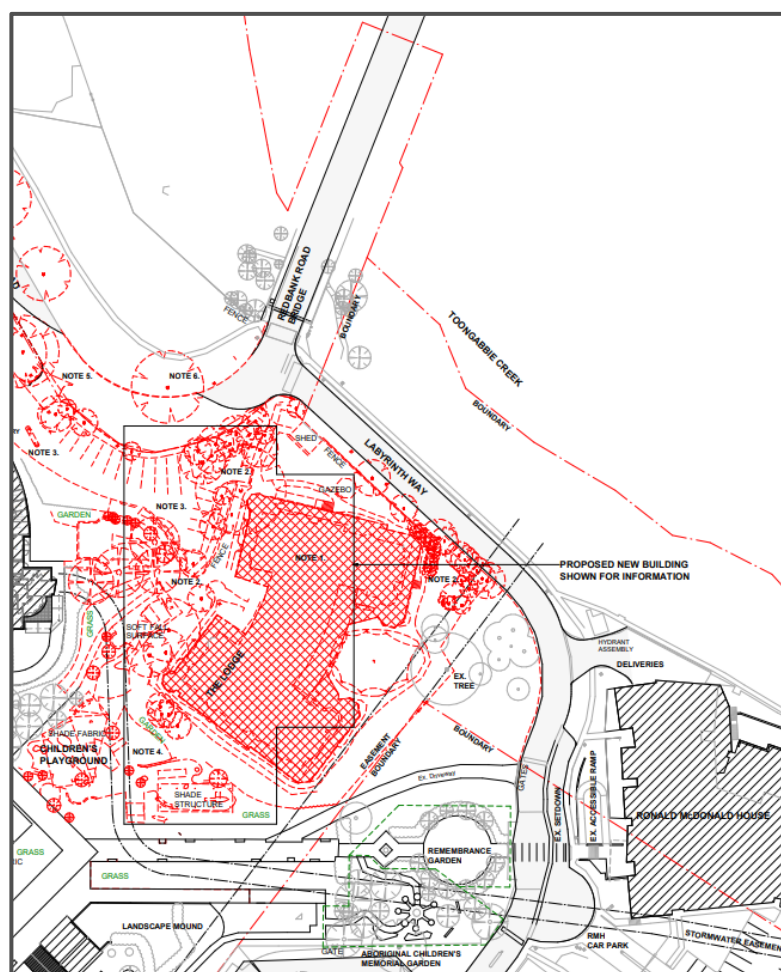 REDBANK ROAD
BRIDGE
FENCE
BOUNDARY
TOONGABBIE CREEK
BOUNDARY
NOTE 5.
NOTE 6.
NOTE 3.
SHED
FENCE
LABYRINTH WAY
NOTE 2.
GAZEBO
GARDEN
NOTE 3.
FENCE
NOTE 1.
PROPOSED NEW BUILDING
SHOWN FOR INFORMATION
NOTE 2.
NOTE 2.
GRASS
SOFT FALL
SURFACE
HYDRANT
ASSEMBLY
DELIVERIES
THE LODGE
EX.
TREE
SHADE FABRIC
CHILDREN'S
PLAYGROUND
GARDEN
NOTE 4.
EASEMENT
BOUNDARY
BOUNDARY
GATE
Ex. Driveway
SHADE
STRUCTURE
GRASS
EX. SETDOWN
EX. ACCESSIBLE RAMP
RONALD McDONALD HOUSE
REMEMBRANCE
GARDEN
GRASS
GRASS
LANDSCAPE MOUND
GATE
ABORIGINAL CHILDREN'S
MEMORIAL GARDEN
RMH
CAR PARK
STORMWATER EASEMEN